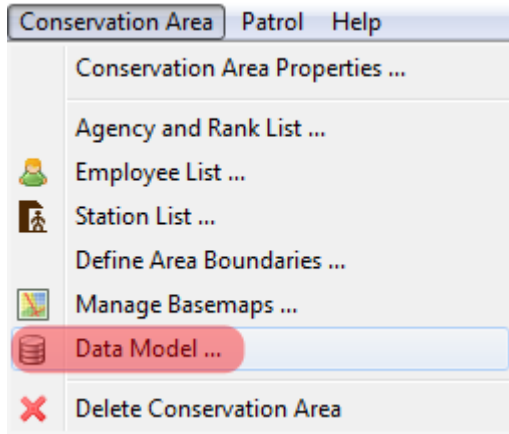 Conservation Area Patrol Help
Conservation Area Properties ...
Agency and Rank List ...
Employee List ...
Station List ...
Define Area Boundaries ...
Manage Basemaps ...
Data Model ...
Delete Conservation Area